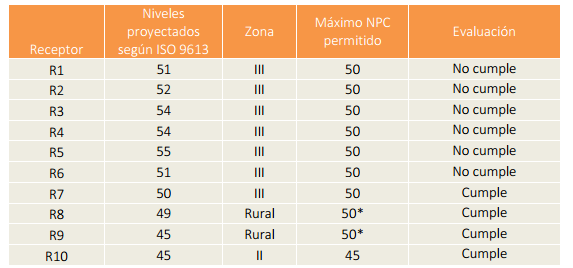 Receptor Niveles proyectados según ISO 9613 Zona Máximo NPC permitido Evaluación
R1 51 III 50 No cumple
R2 52 III 50 No cumple
R3 54 III 50 No cumple
R4 54 III 50 No cumple
R5 55 III 50 No cumple
R6 51 III 50 No cumple
R7 50 III 50 Cumple
R8 49 Rural 50* Cumple
R9 45 Rural 50* Cumple
R10 45 II 45 Cumple